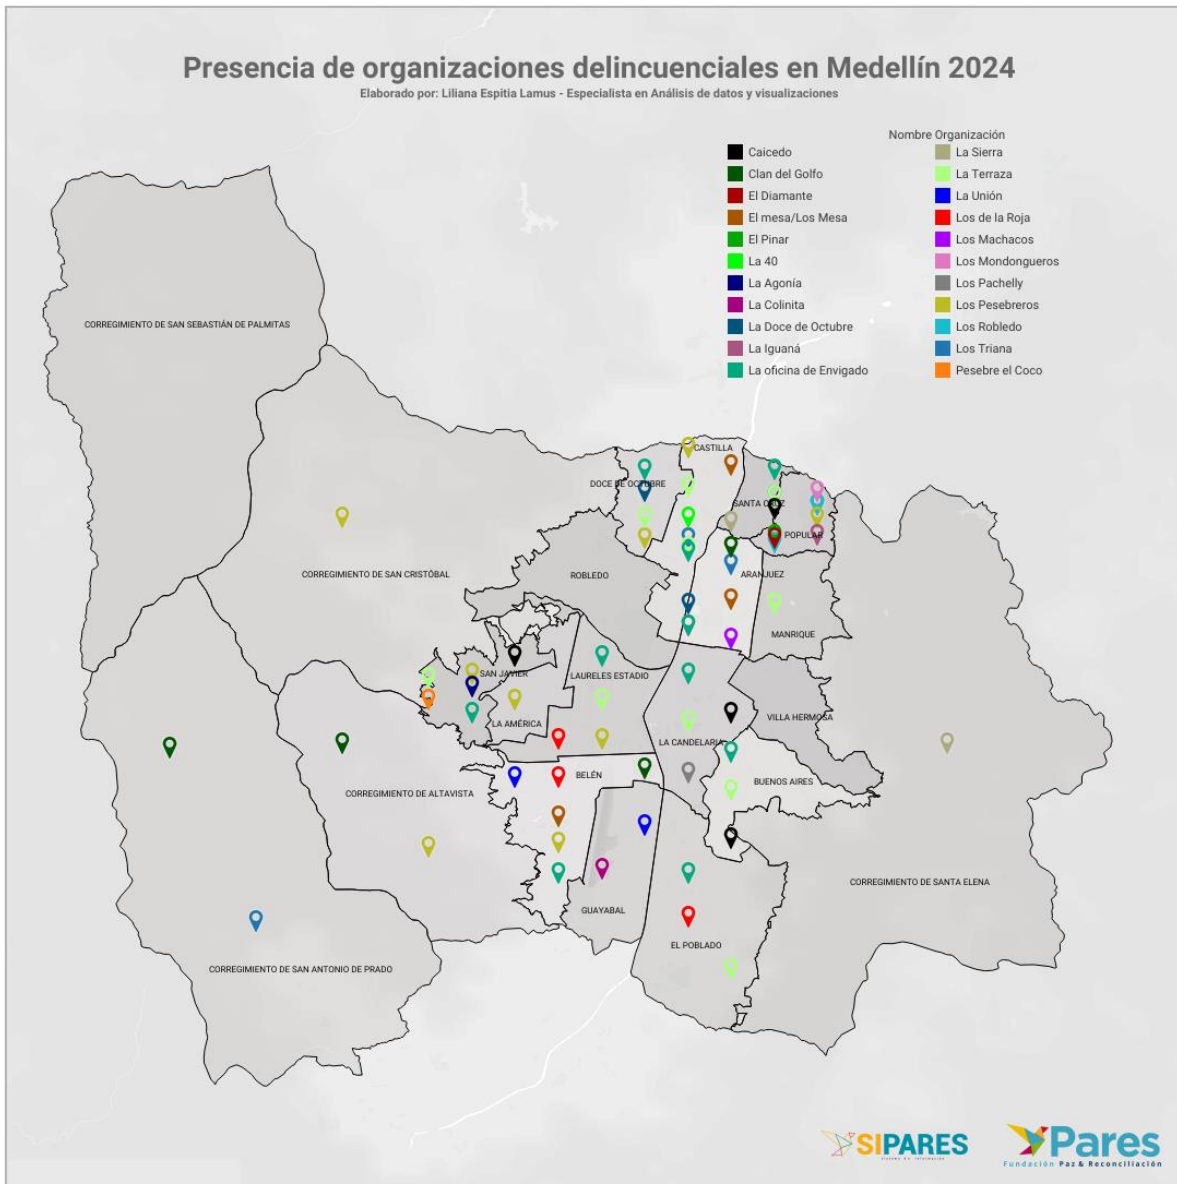 Presencia de organizaciones delincuenciales en Medellín 2024
Elaborado por: Liliana Espitia Lamus - Especialista en Análisis de datos y visualizaciones
Nombre Organización
Caicedo
Clan del Golfo
El Diamante
El mesa/Los Mesa
El Pinar
La 40
La Agonía
La Colinita
La Doce de Octubre
La Iguaná
La oficina de Envigado
La Sierra
La Terraza
La Unión
Los de la Roja
Los Machacos
Los Mondongueros
Los Pachelly
Los Pesebreros
Los Robledo
Los Triana
Pesebre el Coco
CORREGIMIENTO DE SAN SEBASTIÁN DE PALMITAS
CASTILLA
DOCE DE OCTUBRE
SANTA CRUZ
POPULAR
CORREGIMIENTO DE SAN CRISTÓBAL
ROBLEDO
ARANJUEZ
MANRIQUE
SAN JAVIER
LAURELES ESTADIO
LA AMÉRICA
VILLA HERMOSA
LA CANDELARIA
BELÉN
BUENOS AIRES
CORREGIMIENTO DE ALTAVISTA
CORREGIMIENTO DE SANTA ELENA
GUAYABAL
EL POBLADO
CORREGIMIENTO DE SAN ANTONIO DE PRADO
SIPARES
Pares
Fundación Paz & Reconciliación